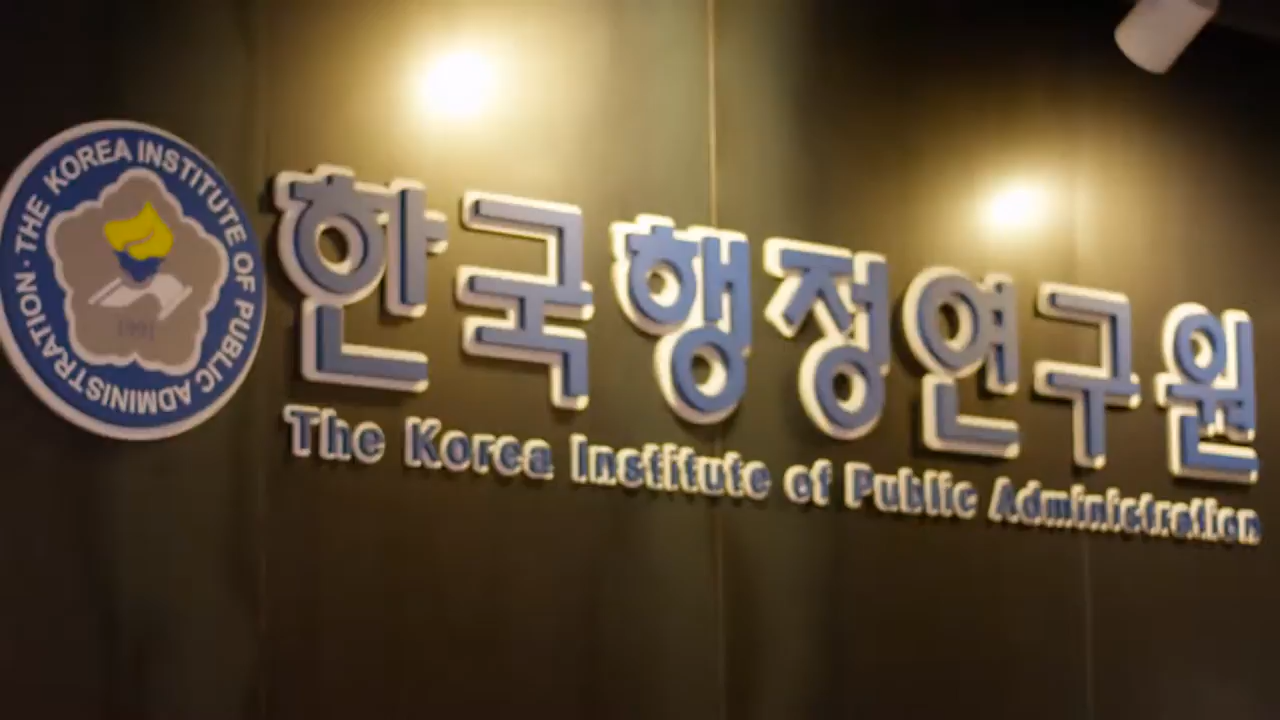 THE KOREA INSTITUTE OF PUBLIC ADMINISTRATION ·
1991
한국행정연구원
The Korea Institute of Public Administration